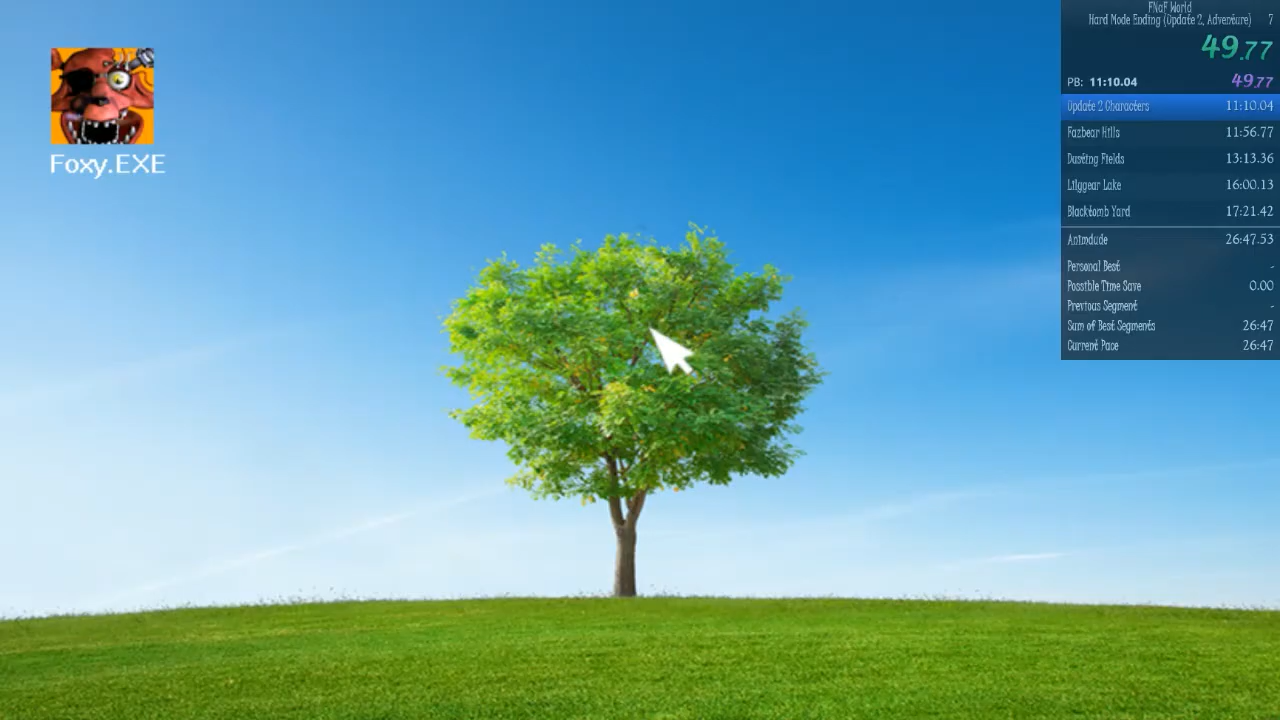 Foxy.EXE
FNaF World
Hard Mode Ending (Update 2, Adventure) 7
49.77
PB: 11:10.04 49.77
Update 2 Characters 11:10.04
Fazbear Hills 11:56.77
Dusting Fields 13:13.36
Lilygear Lake 16:00.13
Blacktomb Yard 17:21.42
Animdude 26:47.53
Personal Best -
Possible Time Save 0.00
Previous Segment -
Sum of Best Segments 26:47
Current Pace 26:47